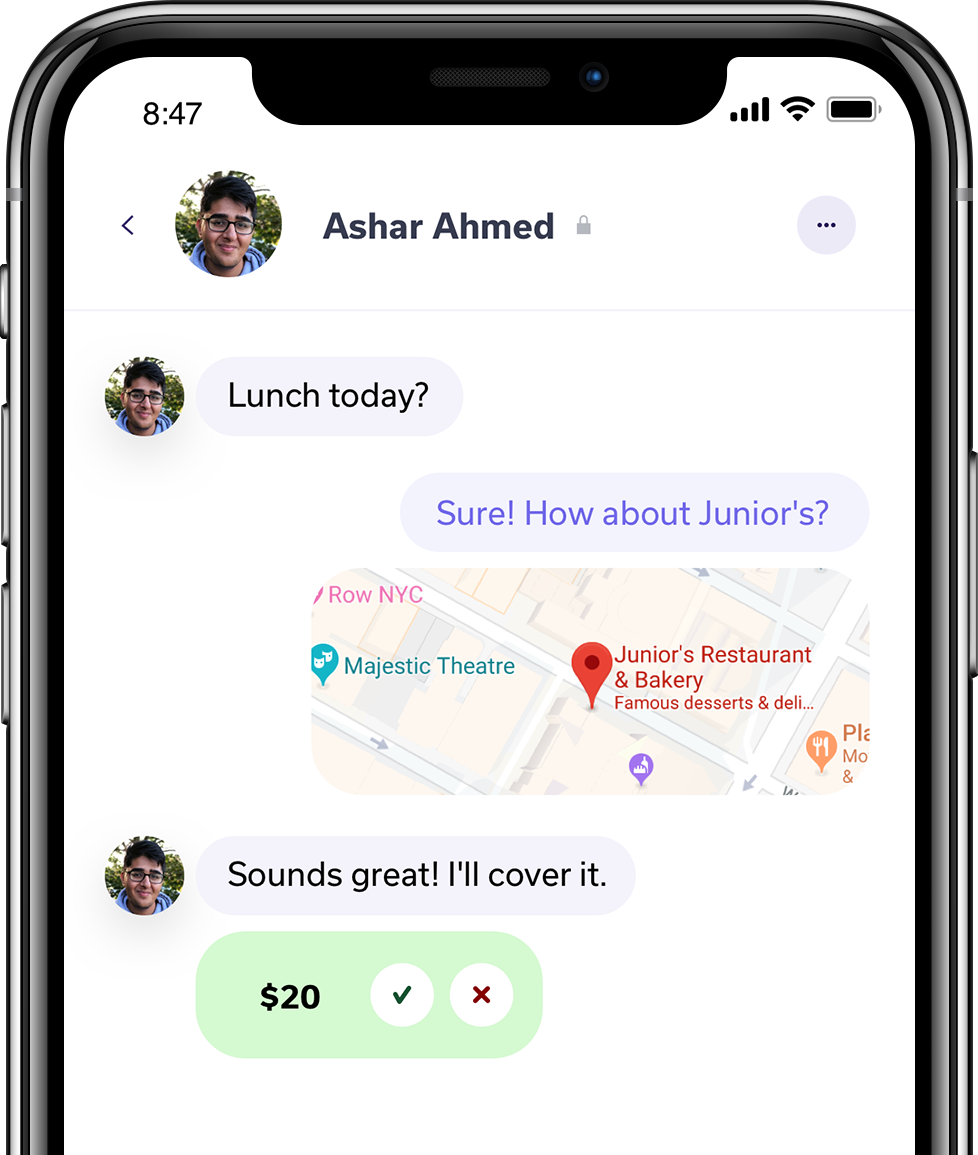 8:47
Ashar Ahmed
Lunch today?
Sure! How about Junior's?
Row NYC
Majestic Theatre
Junior's Restaurant
& Bakery
Famous desserts & deli...
Mo
&
Sounds great! I'll cover it.
$20